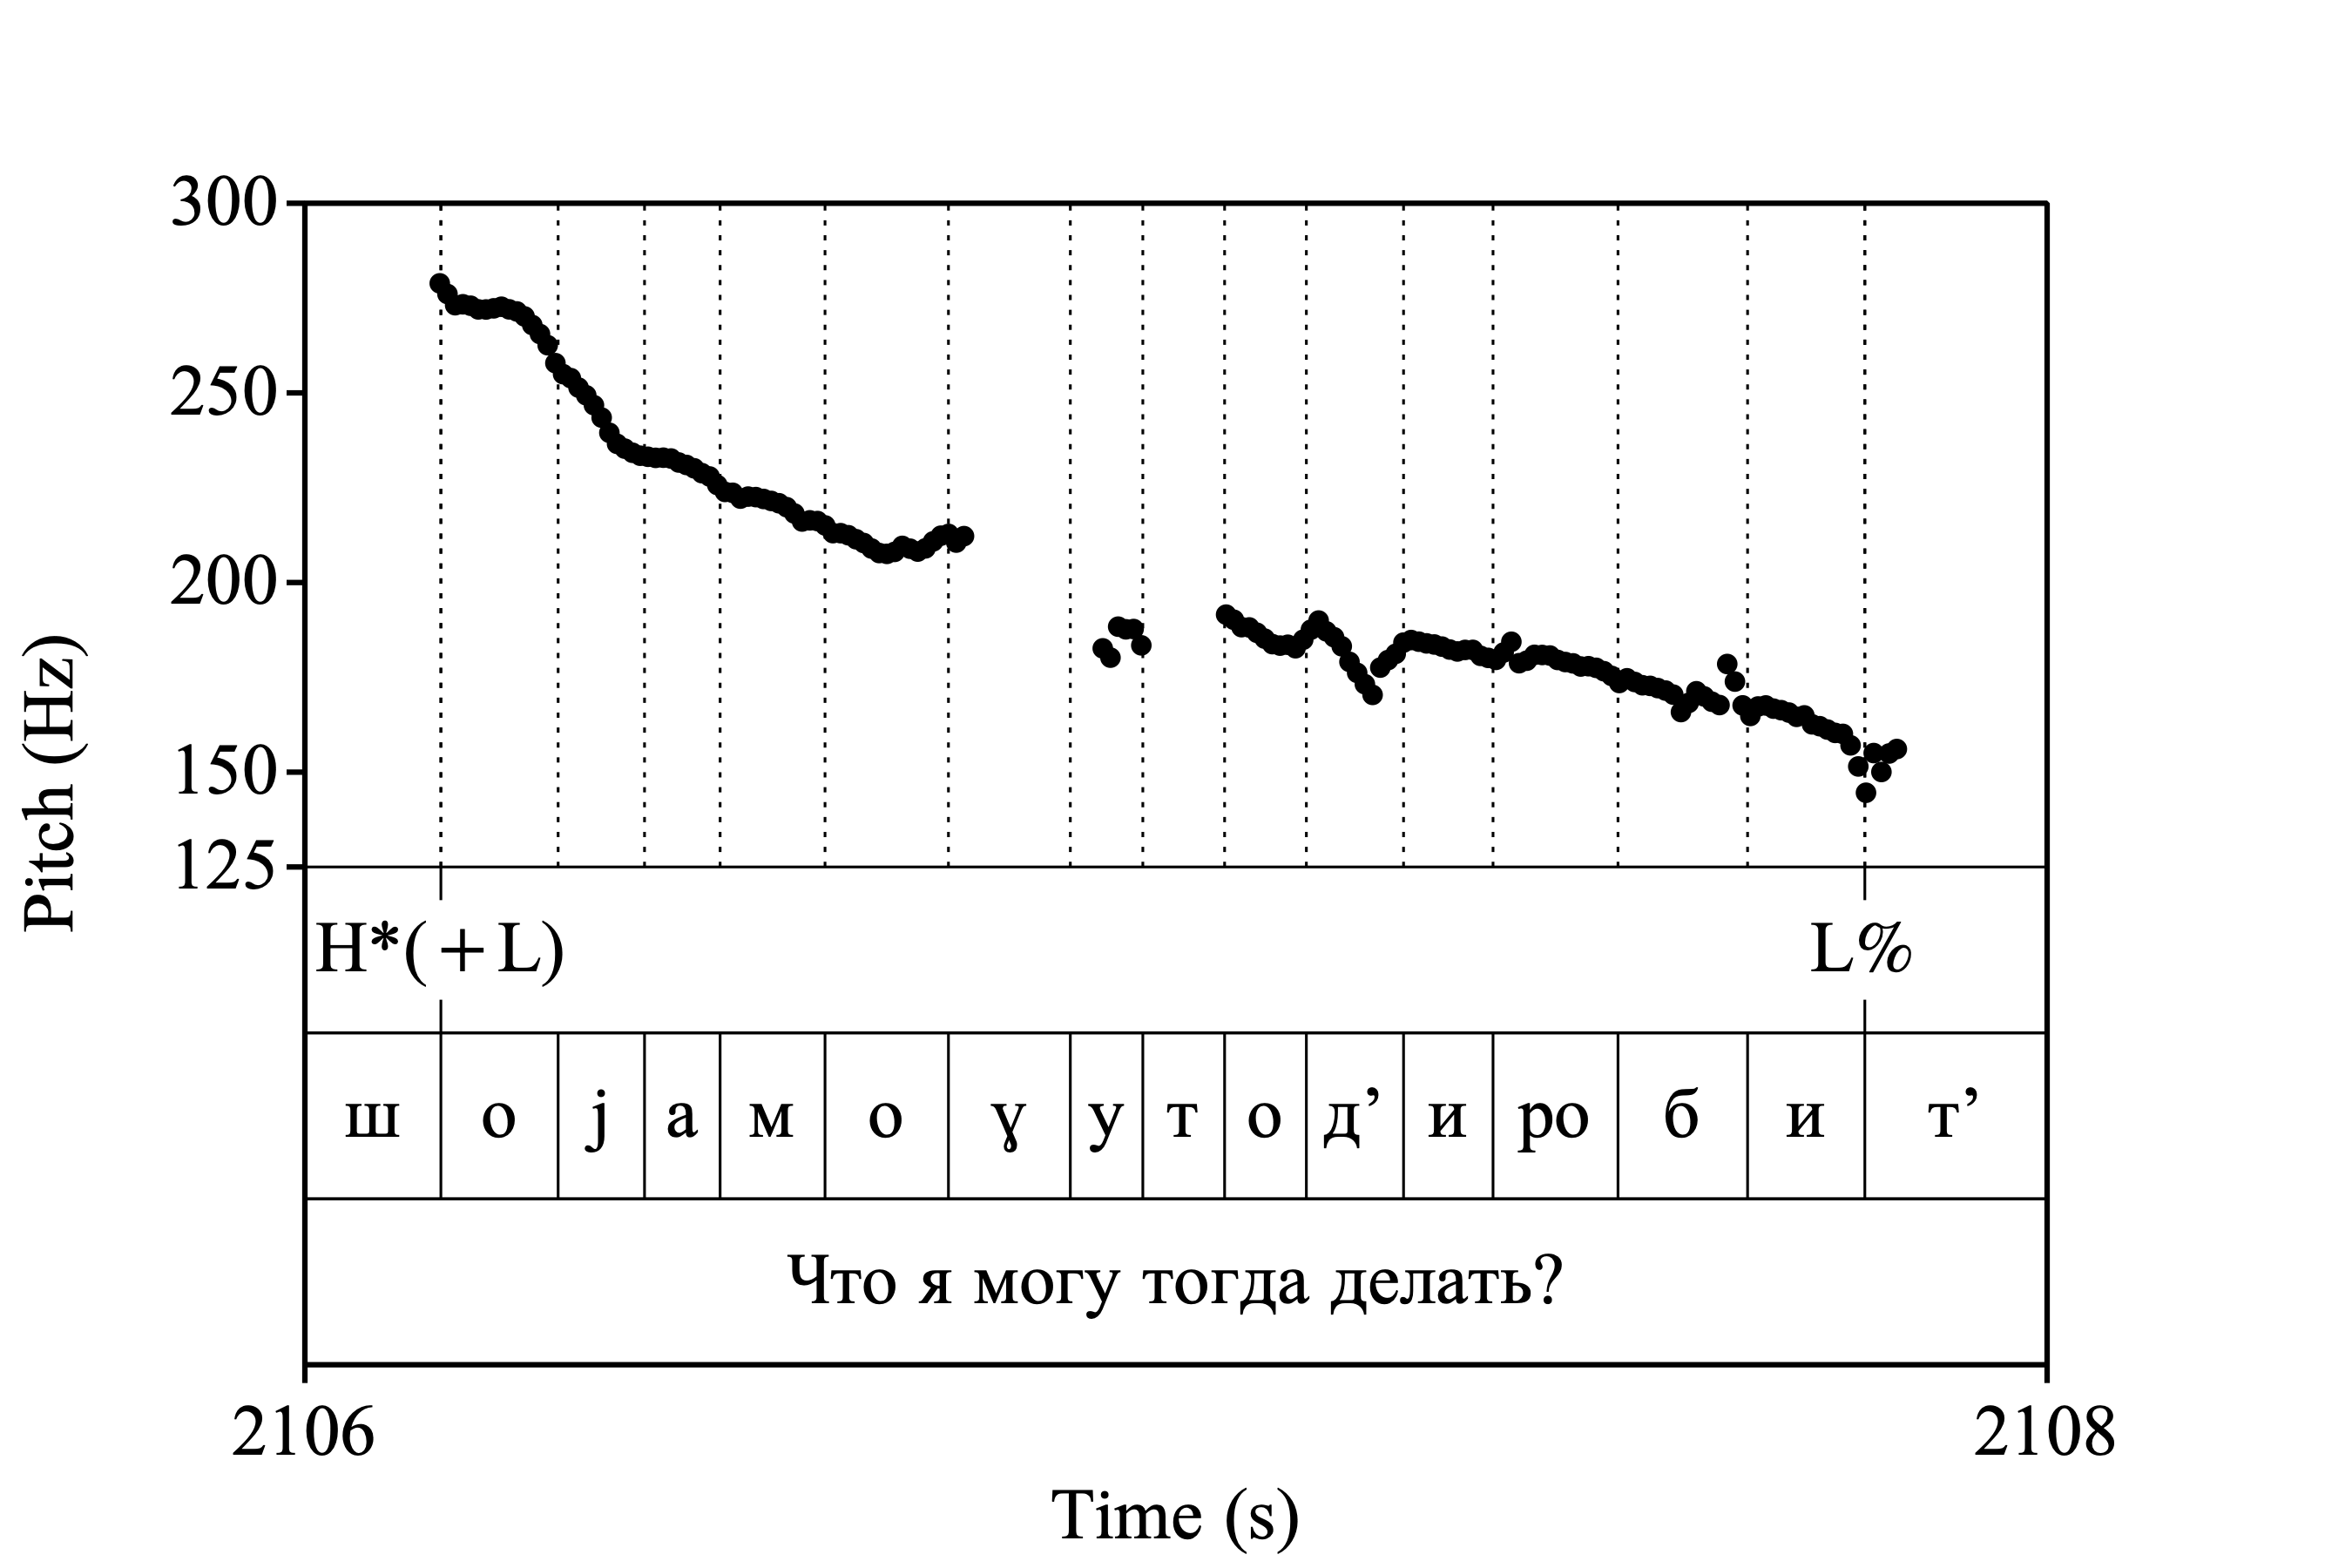 Pitch (Hz)
300
250
200
150
125
H*(+L) L%
ш о j а м о ɣ у т о д’ и ро б и т’
Что я могу тогда делать?
2106 2108
Time (s)